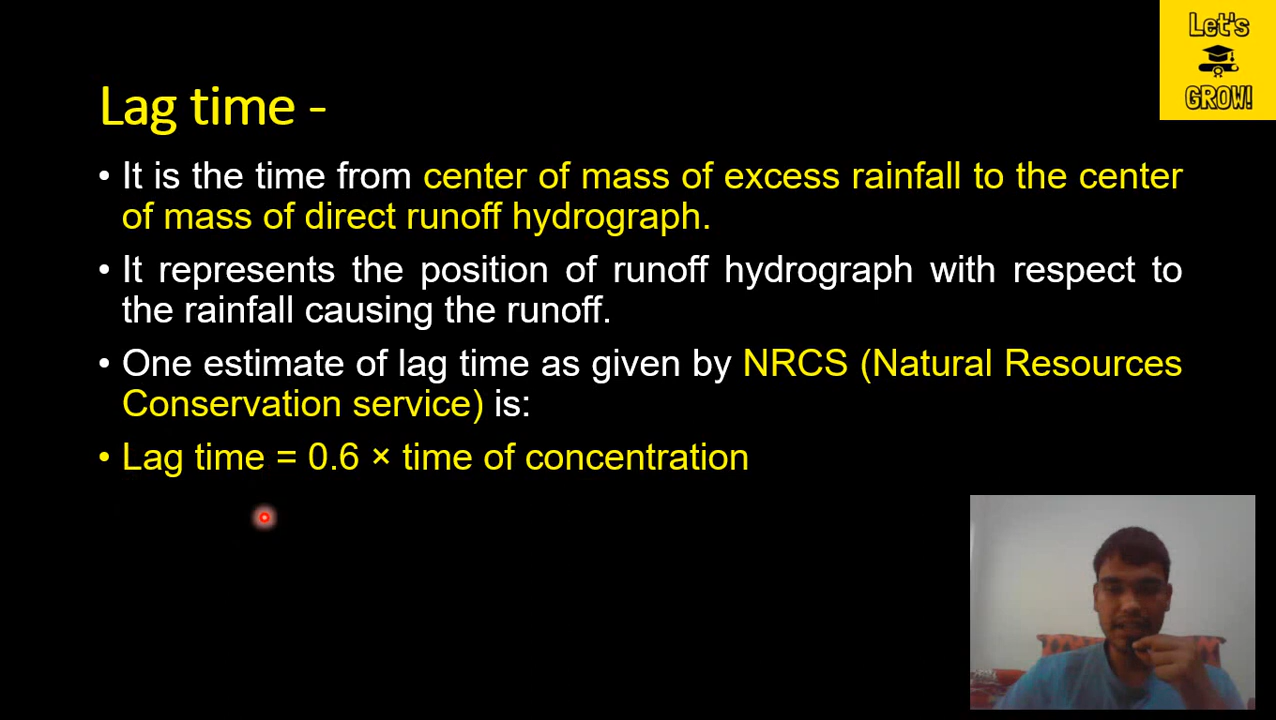 Let's
GROW!
Lag time -
• It is the time from center of mass of excess rainfall to the center
of mass of direct runoff hydrograph.
• It represents the position of runoff hydrograph with respect to
the rainfall causing the runoff.
• One estimate of lag time as given by NRCS (Natural Resources
Conservation service) is:
• Lag time = 0.6 × time of concentration